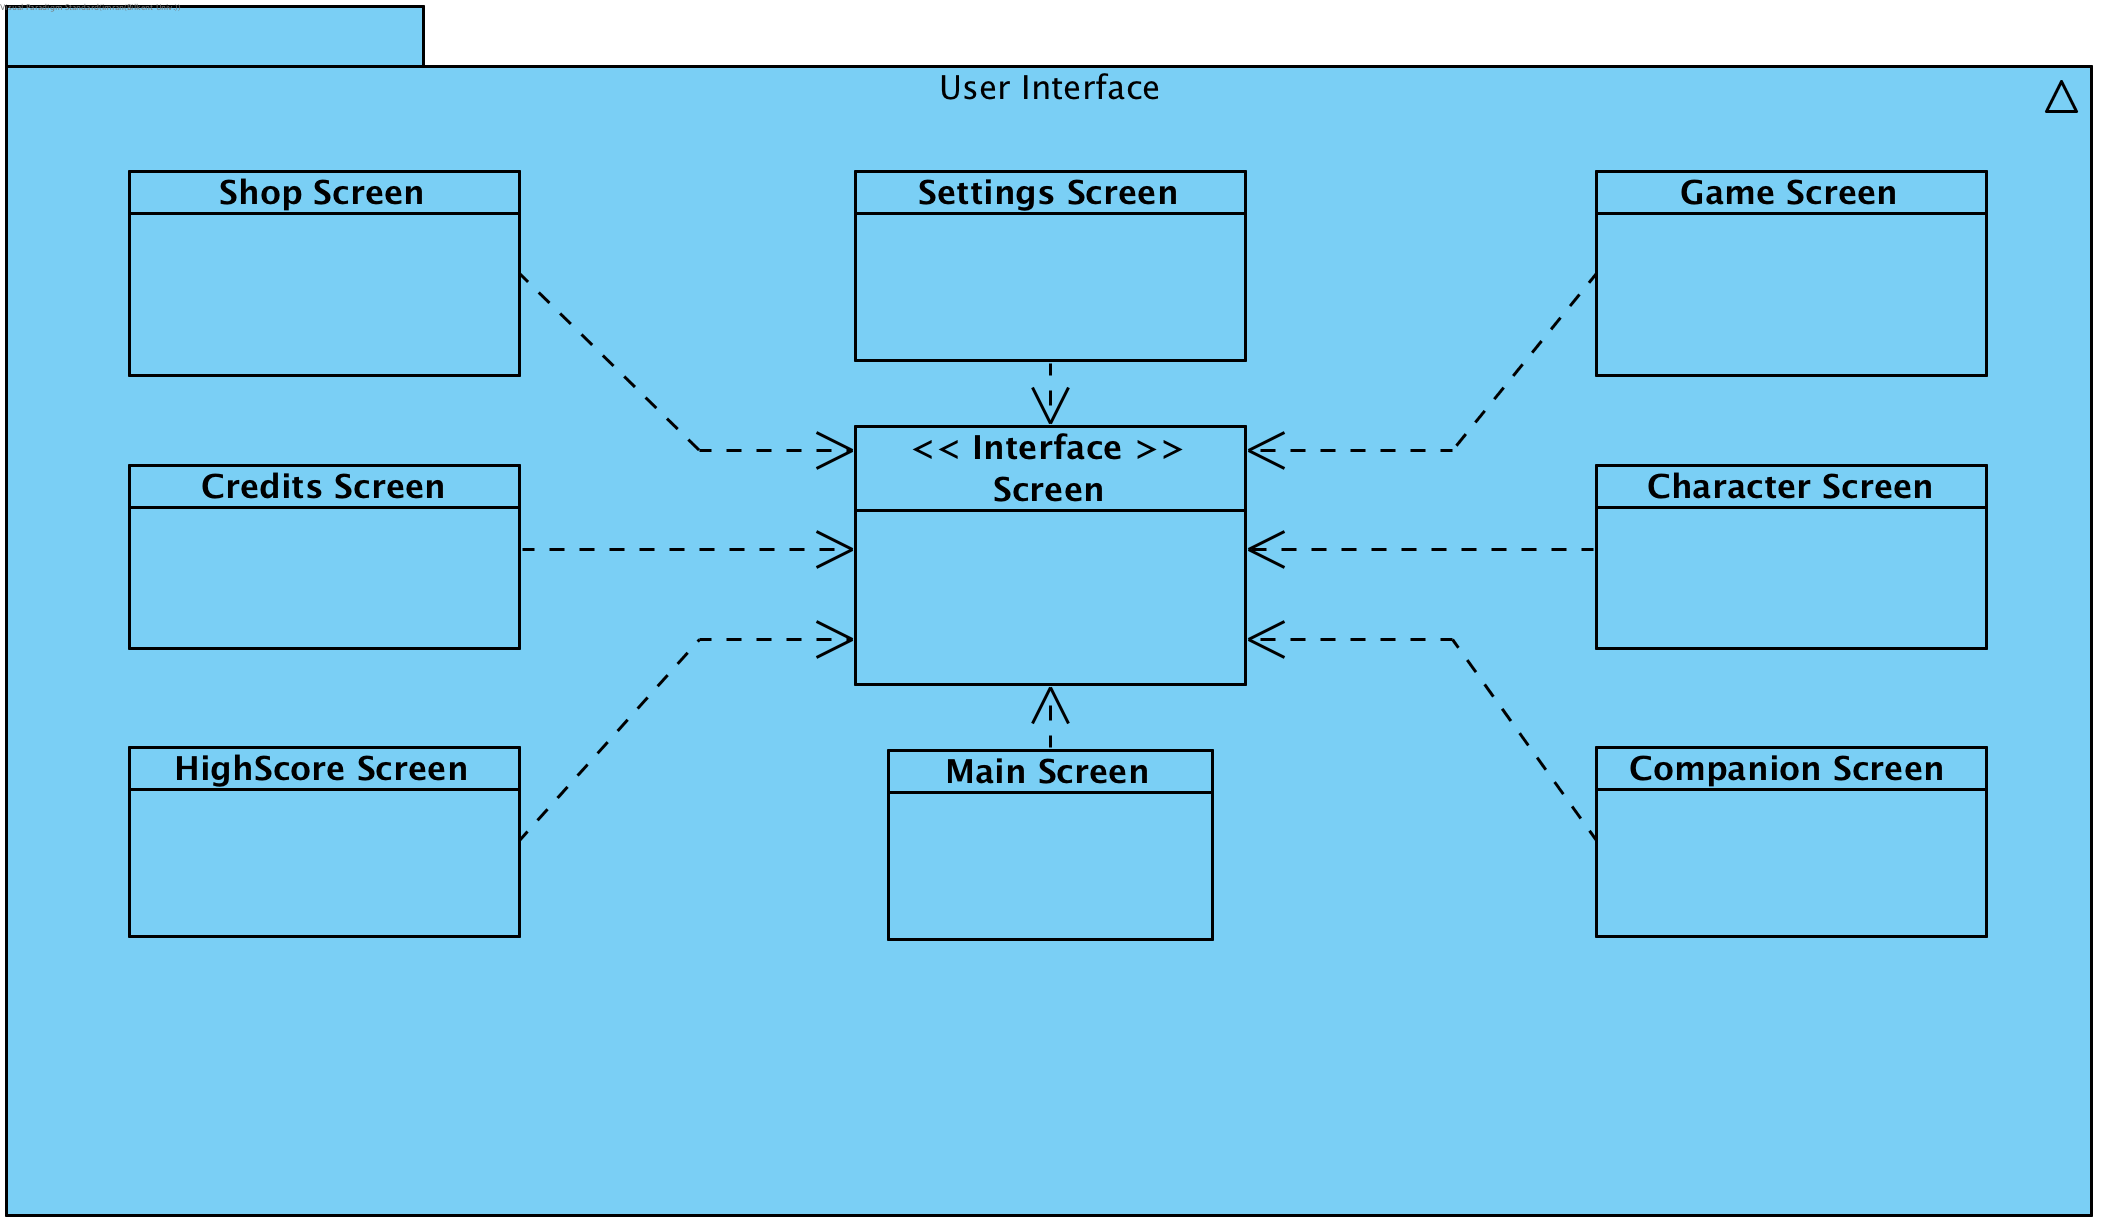 User Interface
Shop Screen
Settings Screen
Game Screen
<< Interface >>
Screen
Credits Screen
Character Screen
HighScore Screen
Main Screen
Companion Screen